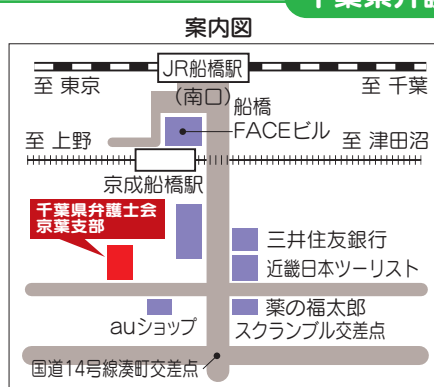 千葉県弁
案内図
JR船橋駅
至 東京
至 千葉
(南口)
船橋
FACEビル
至 上野
至 津田沼
京成船橋駅
千葉県弁護士会
京葉支部
三井住友銀行
近畿日本ツーリスト
薬の福太郎
auショップ
スクランブル交差点
国道14号線湊町交差点